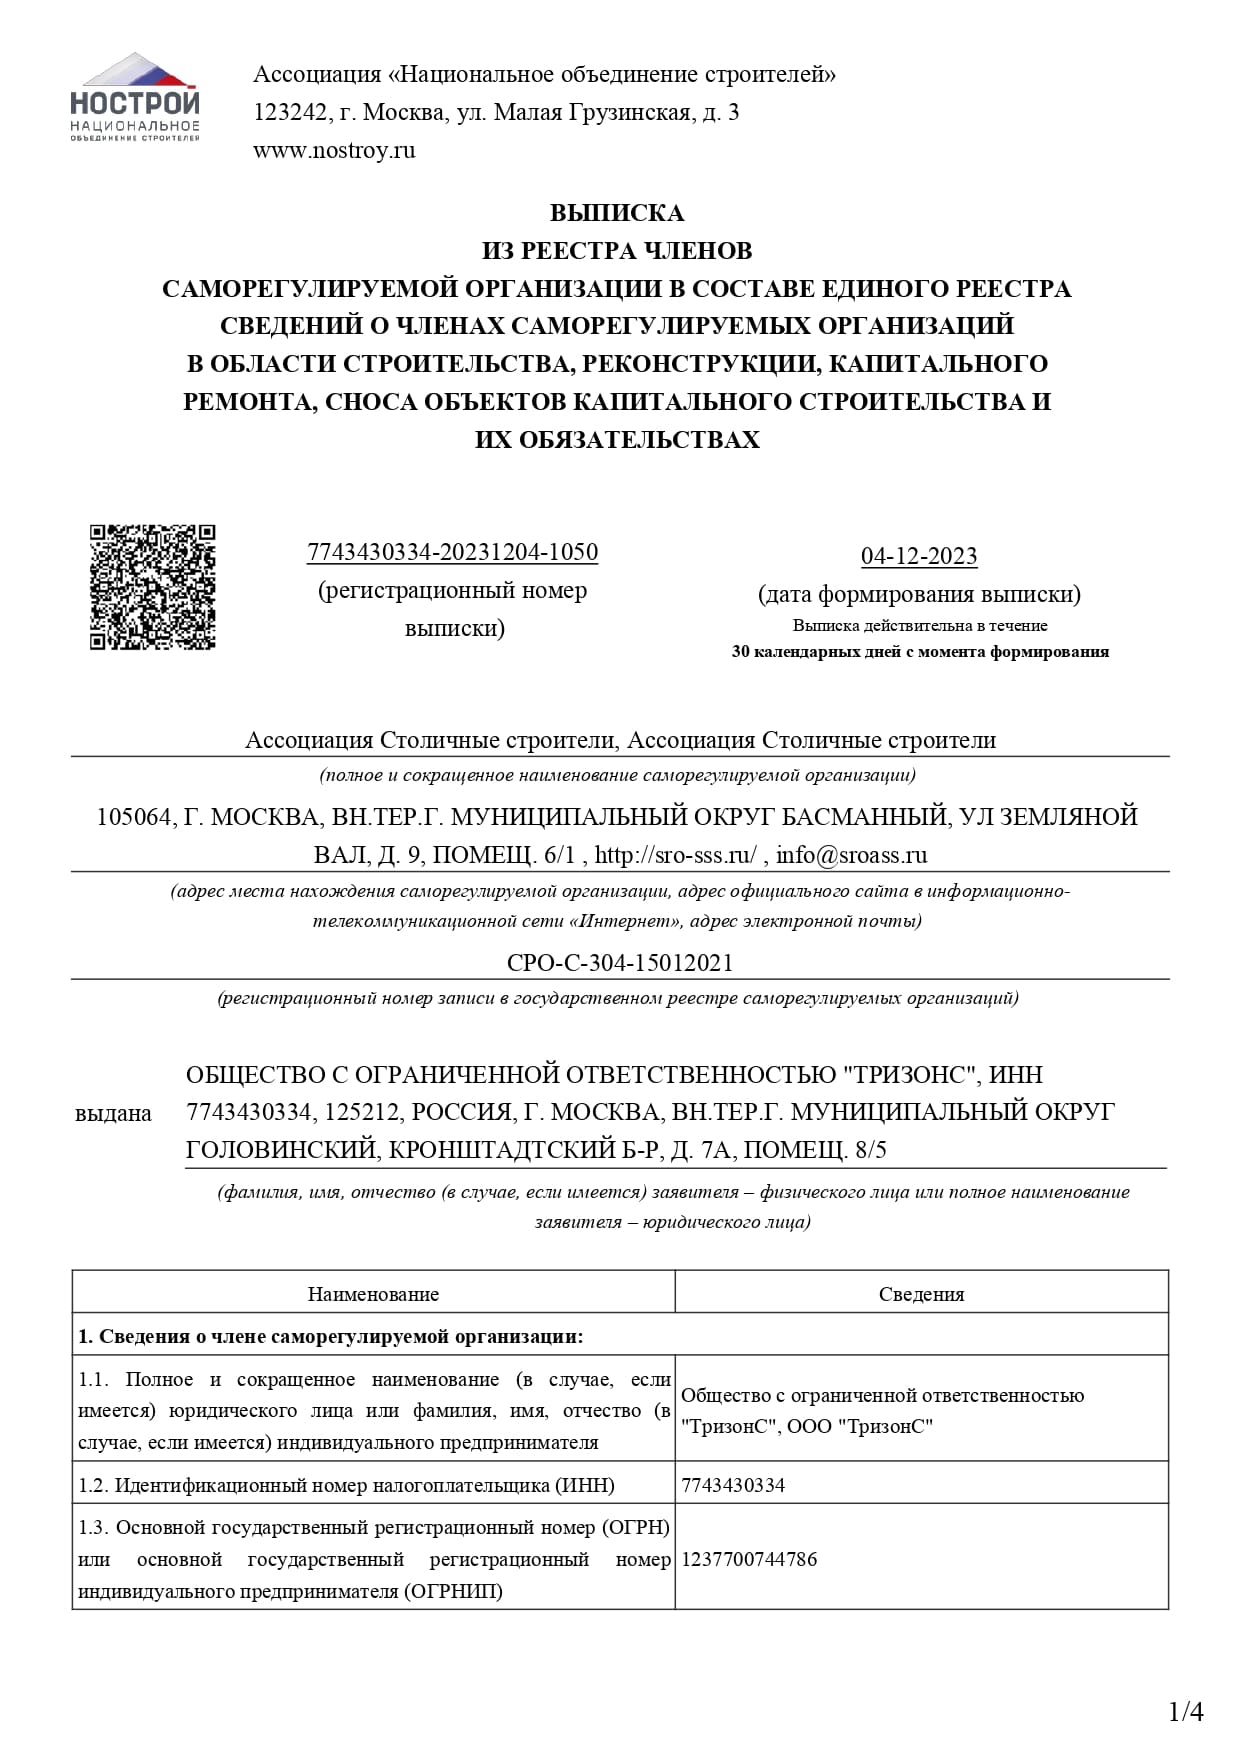 НОСТРОЙ
НАЦИОНАЛЬНОЕ
ОБЪЕДИНЕНИЕ СТРОИТЕЛЕЙ
Ассоциация «Национальное объединение строителей»
123242, г. Москва, ул. Малая Грузинская, д. 3
www.nostroy.ru
ВЫПИСКА
ИЗ РЕЕСТРА ЧЛЕНОВ
САМОРЕГУЛИРУЕМОЙ ОРГАНИЗАЦИИ В СОСТАВЕ ЕДИНОГО РЕЕСТРА
СВЕДЕНИЙ О ЧЛЕНАХ САМОРЕГУЛИРУЕМЫХ ОРГАНИЗАЦИЙ
В ОБЛАСТИ СТРОИТЕЛЬСТВА, РЕКОНСТРУКЦИИ, КАПИТАЛЬНОГО
РЕМОНТА, СНОСА ОБЪЕКТОВ КАПИТАЛЬНОГО СТРОИТЕЛЬСТВА И
ИХ ОБЯЗАТЕЛЬСТВАХ
7743430334-20231204-1050
(регистрационный номер
выписки)
04-12-2023
(дата формирования выписки)
Выписка действительна в течение
30 календарных дней с момента формирования
Ассоциация Столичные строители, Ассоциация Столичные строители
(полное и сокращенное наименование саморегулируемой организации)
105064, Г. МОСКВА, ВН.ТЕР.Г. МУНИЦИПАЛЬНЫЙ ОКРУГ БАСМАННЫЙ, УЛ ЗЕМЛЯНОЙ
ВАЛ, Д. 9, ПОМЕЩ. 6/1 , http://sro-sss.ru/ , info@sroass.ru
(адрес места нахождения саморегулируемой организации, адрес официального сайта в информационно-
телекоммуникационной сети «Интернет», адрес электронной почты)
СРО-С-304-15012021
(регистрационный номер записи в государственном реестре саморегулируемых организаций)
выдана
ОБЩЕСТВО С ОГРАНИЧЕННОЙ ОТВЕТСТВЕННОСТЬЮ "ТРИЗОНС", ИНН
7743430334, 125212, РОССИЯ, Г. МОСКВА, ВН.ТЕР.Г. МУНИЦИПАЛЬНЫЙ ОКРУГ
ГОЛОВИНСКИЙ, КРОНШТАДТСКИЙ Б-Р, Д. 7А, ПОМЕЩ. 8/5
(фамилия, имя, отчество (в случае, если имеется) заявителя – физического лица или полное наименование
заявителя – юридического лица)
Наименование
Сведения
1. Сведения о члене саморегулируемой организации:
1.1. Полное и сокращенное наименование (в случае, если
имеется) юридического лица или фамилия, имя, отчество (в
случае, если имеется) индивидуального предпринимателя
Общество с ограниченной ответственностью
"ТризонС", ООО "ТризонС"
1.2. Идентификационный номер налогоплательщика (ИНН)
7743430334
1.3. Основной государственный регистрационный номер (ОГРН)
или основной государственный регистрационный номер
индивидуального предпринимателя (ОГРНИП)
1237700744786
1/4